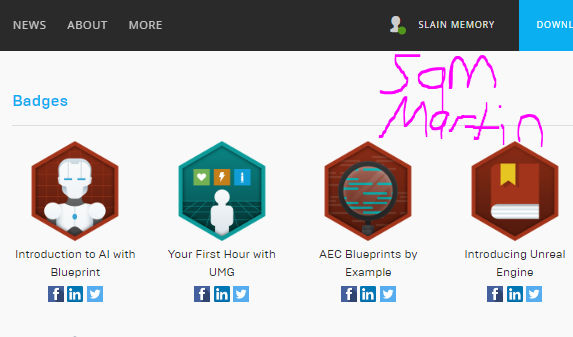 NEWS ABOUT MORE SLAIN MEMORY DOWNL
Sam
Martin
Badges
Introduction to AI with
Blueprint
Your First Hour with
UMG
AEC Blueprints by
Example
Introducing Unreal
Engine